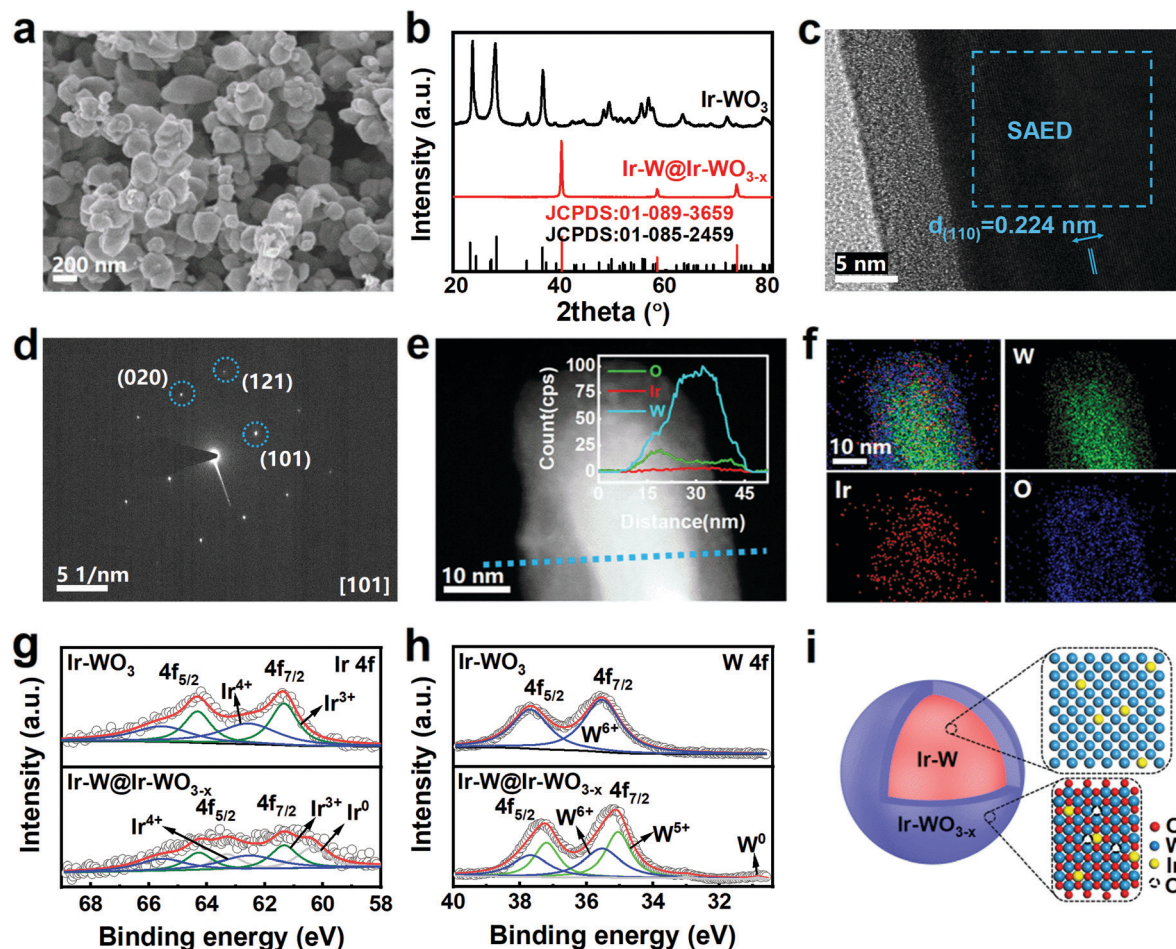 a
200 nm
b
Intensity (a.u.)
Ir-WO3
Ir-W@Ir-WO3-x
JCPDS:01-089-3659
JCPDS:01-085-2459
20 40 60 80
2theta (°)
c
SAED
d(110)=0.224 nm
5 nm
d
(020)
(121)
(101)
5 1/nm
[101]
e
Count(cps)
100
75
50
25
0
O
Ir
W
0 15 30 45
Distance(nm)
10 nm
f
10 nm
W
Ir
O
g
Intensity (a.u.)
Ir-WO3
Ir 4f
4f5/2
4f7/2
Ir4+
Ir3+
Ir-W@Ir-WO3-x
4f5/2
4f7/2
Ir4+
Ir3+
Ir0
68 66 64 62 60 58
Binding energy (eV)
h
Intensity (a.u.)
Ir-WO3
W 4f
4f5/2
4f7/2
W6+
Ir-W@Ir-WO3-x
4f5/2
4f7/2
W6+
W5+
W0
40 38 36 34 32
Binding energy (eV)
i
Ir-W
Ir-WO3-x
Ir